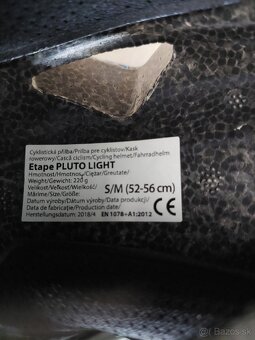 Cyklistická přilba/Prilba pre cyklistov/Kask
rowerowy/Cască ciclism/Cycling helmet/Fahrradhelm
Etape PLUTO LIGHT
Hmotnost/Hmotnosť/Ciężar/Greutate/
Weight/Gewicht: 220 g
Velikost/Veľkosť/Wielkość/
Mărime/Size/Größe: S/M (52-56 cm)
Datum výroby/Dátum výroby/Data produkcji/
Data de fabricație/Production date/
Herstellungsdatum 2018/4 EN 1078+A1:2012
CE
Bazos.sk